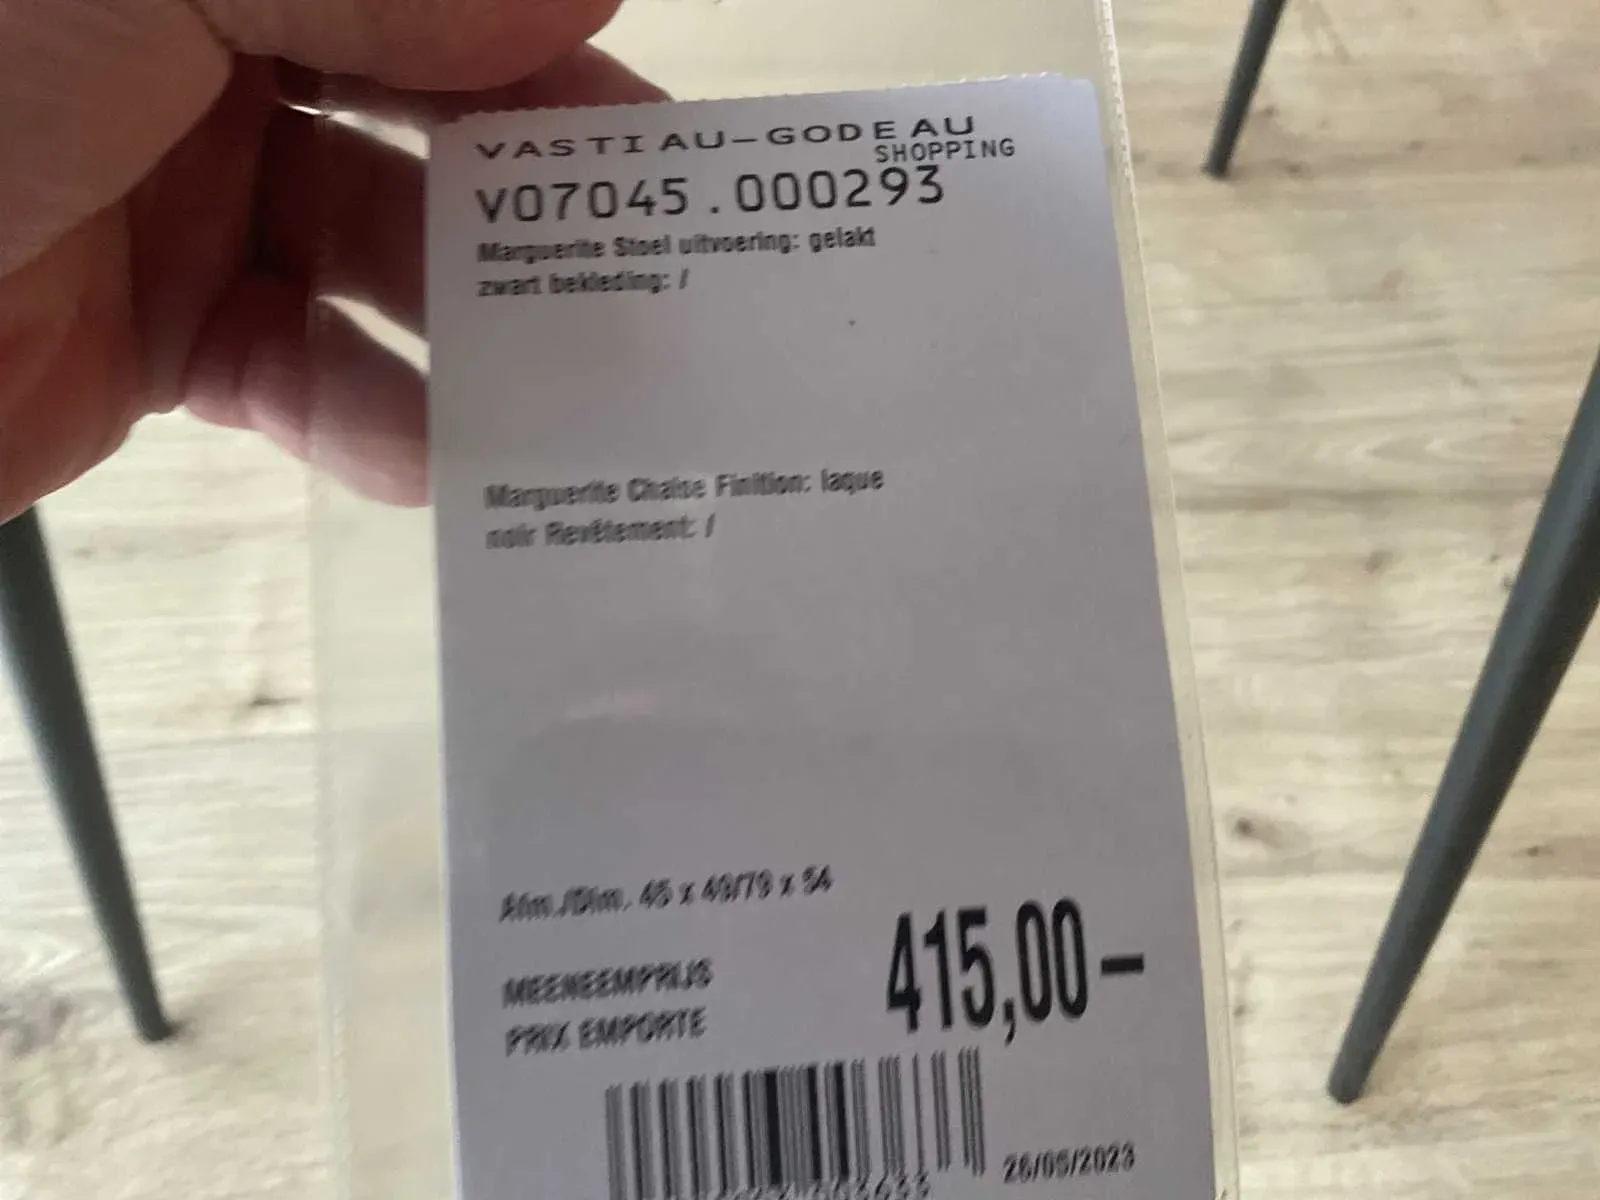 VASTIAU-GODEAU
SHOPPING
V07045.000293
Marguerite Stoel uitvoering: gelakt
zwart bekleding: /
Marguerite Chaise Finition: laque
noir Revêtement: /
Afm./Dim. 45 x 49/79 x 54
MEENEEMPRIJS
PRIX EMPORTE
415,00-
26/05/2023